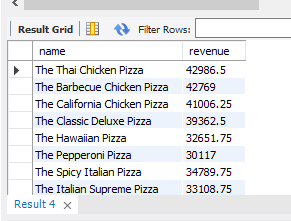 Result Grid Filter Rows:
name revenue
The Thai Chicken Pizza 42986.5
The Barbecue Chicken Pizza 42769
The California Chicken Pizza 41006.25
The Classic Deluxe Pizza 39362.5
The Hawaiian Pizza 32651.75
The Pepperoni Pizza 30117
The Spicy Italian Pizza 34789.75
The Italian Supreme Pizza 33108.75
Result 4